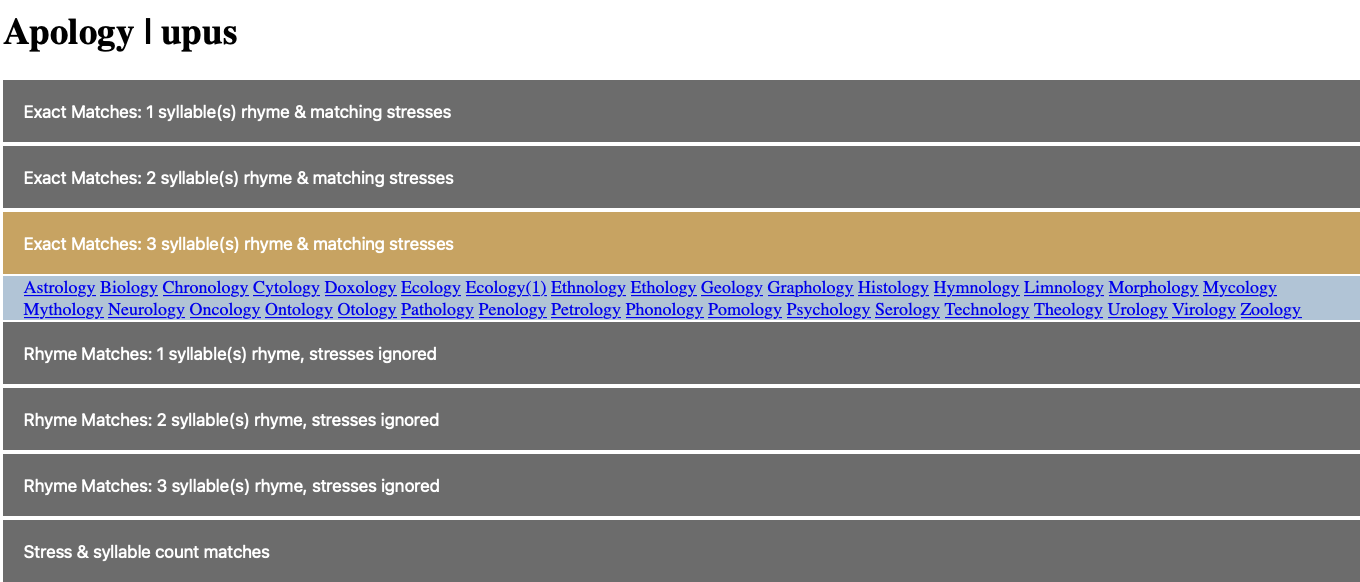 Apology | upus
Exact Matches: 1 syllable(s) rhyme & matching stresses
Exact Matches: 2 syllable(s) rhyme & matching stresses
Exact Matches: 3 syllable(s) rhyme & matching stresses
Astrology Biology Chronology Cytology Doxology Ecology Ecology(1) Ethnology Ethology Geology Graphology Histology Hymnology Limnology Morphology Mycology
Mythology Neurology Oncology Ontology Otology Pathology Penology Petrology Phonology Pomology Psychology Serology Technology Theology Urology Virology Zoology
Rhyme Matches: 1 syllable(s) rhyme, stresses ignored
Rhyme Matches: 2 syllable(s) rhyme, stresses ignored
Rhyme Matches: 3 syllable(s) rhyme, stresses ignored
Stress & syllable count matches